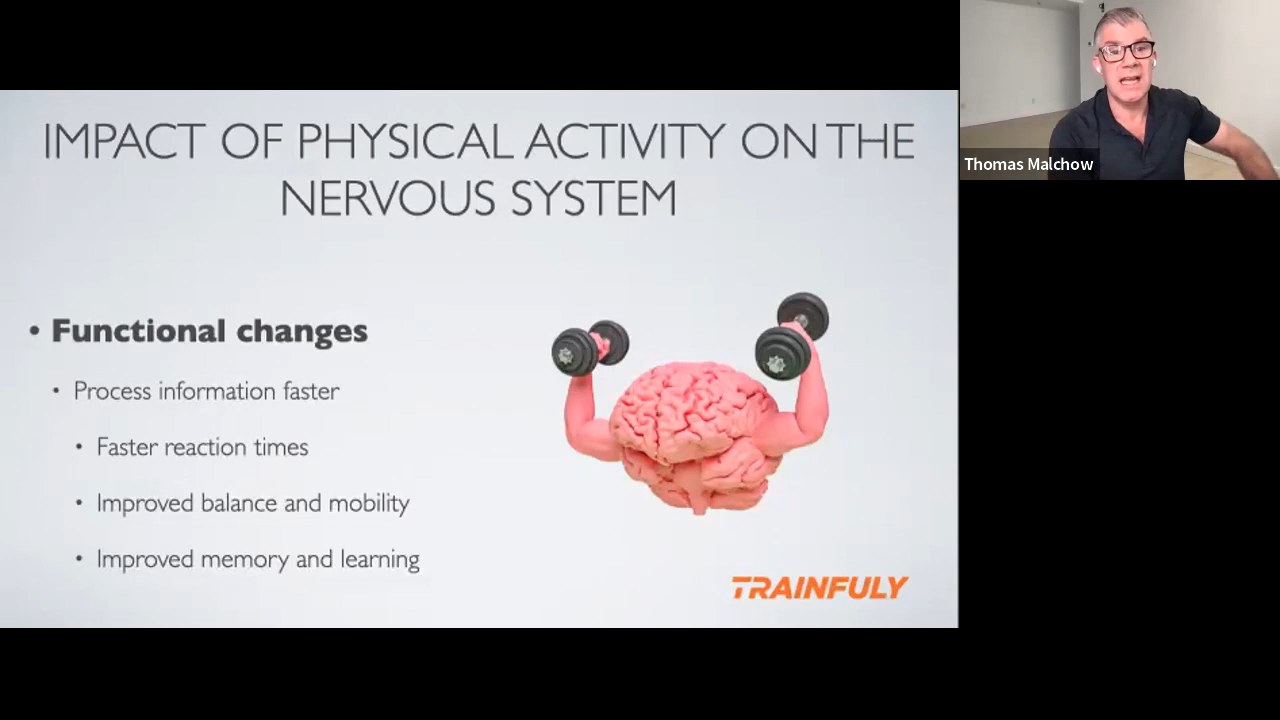 IMPACT OF PHYSICAL ACTIVITY ON THE
NERVOUS SYSTEM
• Functional changes
• Process information faster
• Faster reaction times
• Improved balance and mobility
• Improved memory and learning
TRAINFULY
Thomas Malchow